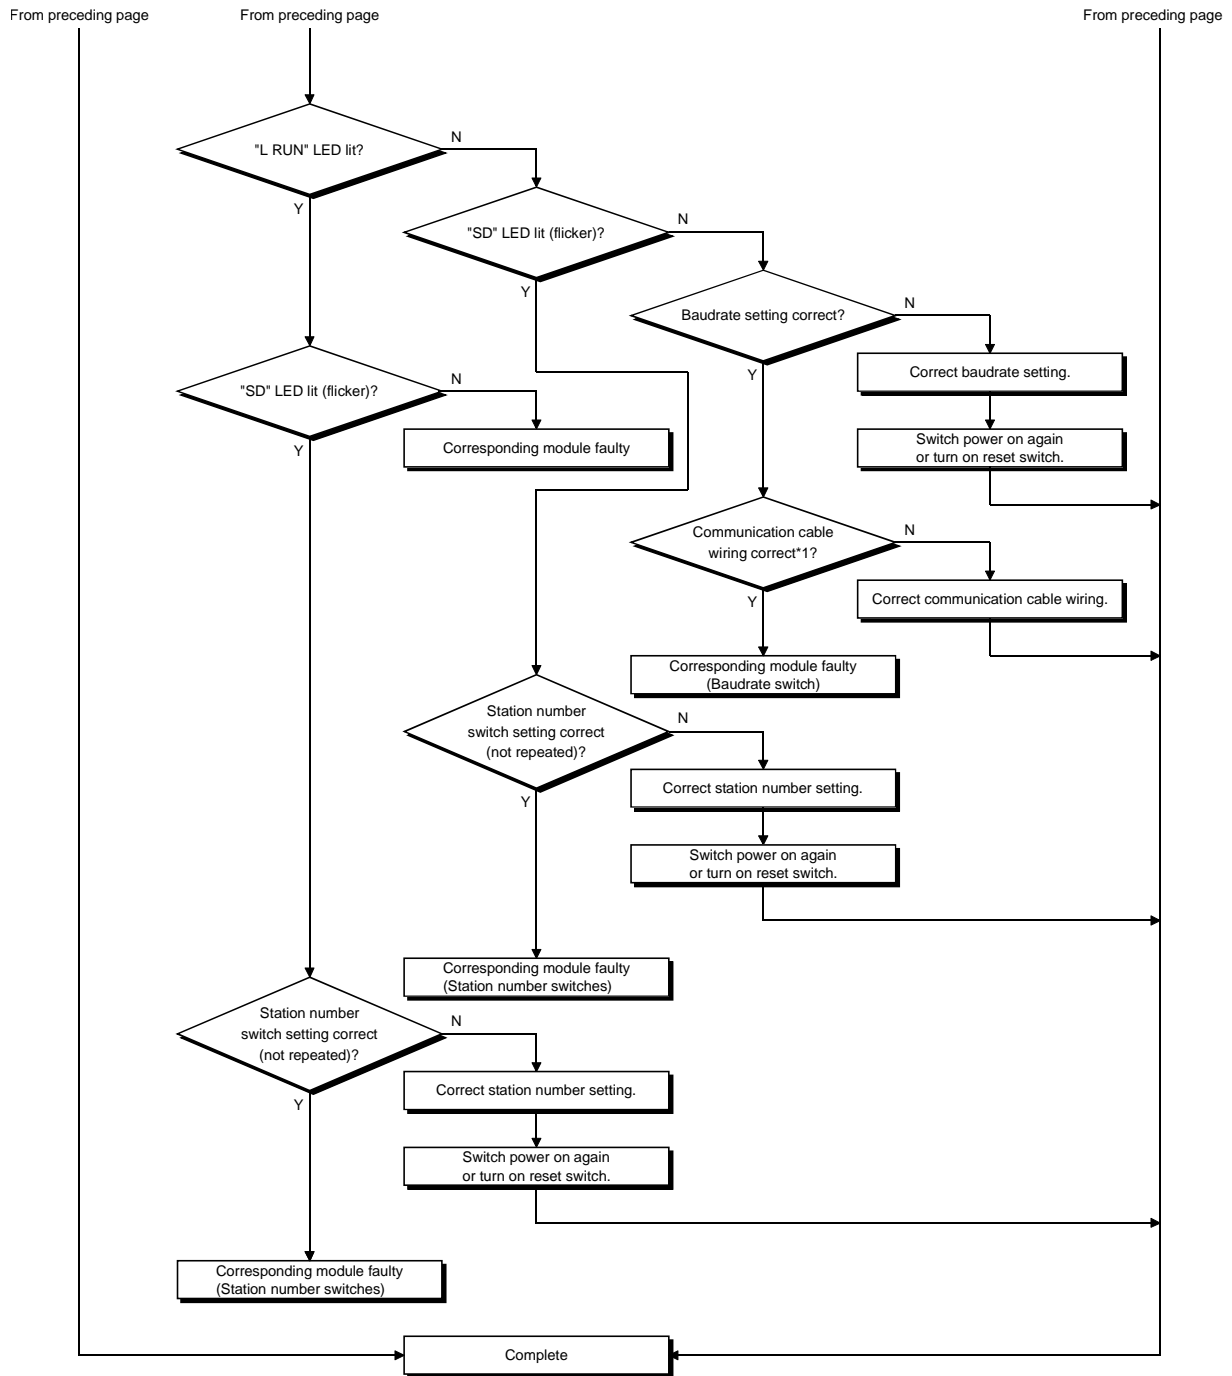 From preceding page
From preceding page
From preceding page
"L RUN" LED lit?
N
Y
"SD" LED lit (flicker)?
N
Y
Baudrate setting correct?
N
Y
Correct baudrate setting.
"SD" LED lit (flicker)?
N
Y
Corresponding module faulty
Switch power on again
or turn on reset switch.
Communication cable
wiring correct*1?
N
Y
Correct communication cable wiring.
Corresponding module faulty
(Baudrate switch)
Station number
switch setting correct
(not repeated)?
N
Y
Correct station number setting.
Switch power on again
or turn on reset switch.
Corresponding module faulty
(Station number switches)
Station number
switch setting correct
(not repeated)?
N
Y
Correct station number setting.
Switch power on again
or turn on reset switch.
Corresponding module faulty
(Station number switches)
Complete